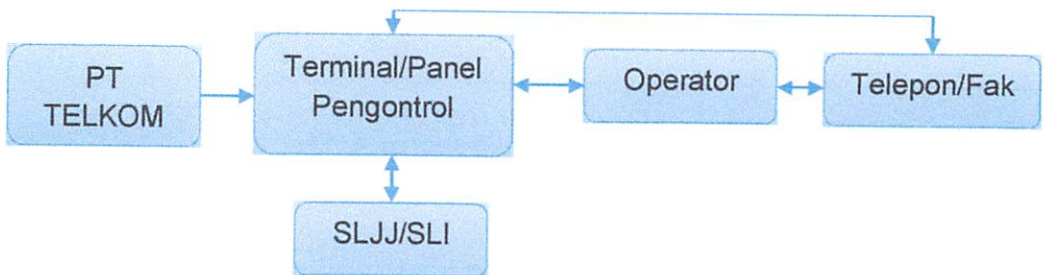 PT
TELKOM
Terminal/Panel
Pengontrol
Operator
Telepon/Fak
SLJJ/SLI